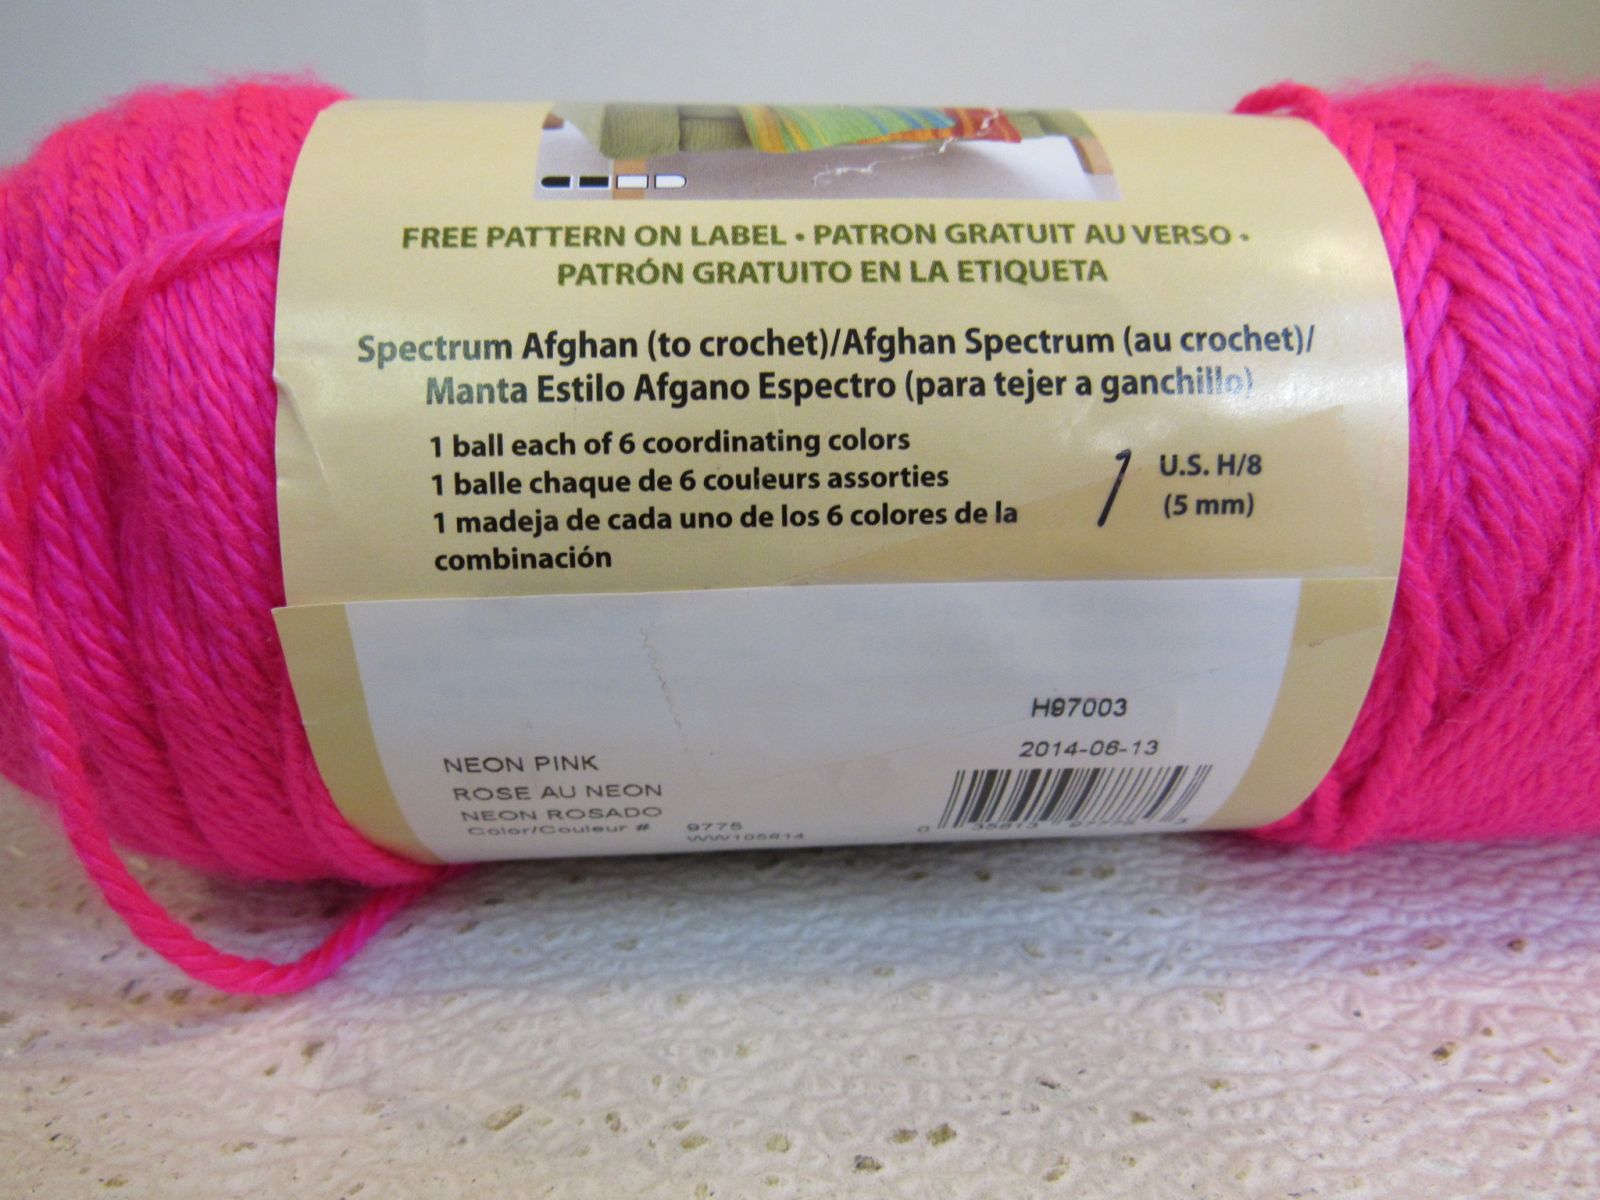 FREE PATTERN ON LABEL • PATRON GRATUIT AU VERSO •
PATRÓN GRATUITO EN LA ETIQUETA
Spectrum Afghan (to crochet)/Afghan Spectrum (au crochet)/
Manta Estilo Afgano Espectro (para tejer a ganchillo)
1 ball each of 6 coordinating colors
1 balle chaque de 6 couleurs assorties
1 madeja de cada uno de los 6 colores de la
combinación
U.S. H/8
(5 mm)
H97003
2014-06-13
NEON PINK
ROSE AU NEON
NEON ROSADO
Color/Couleur # 9775
WW105614
0 35613